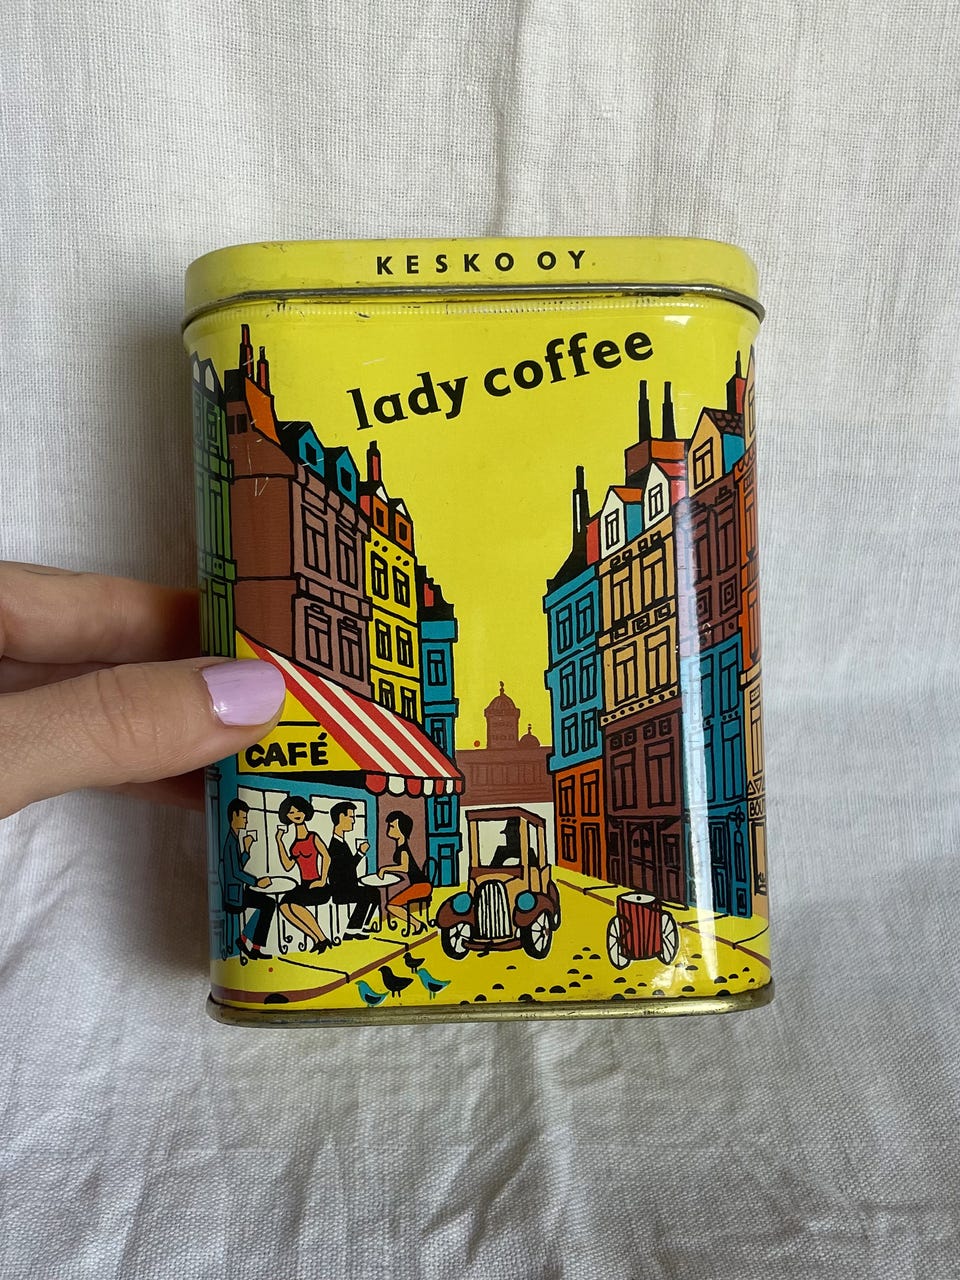 KESKO OY
lady coffee
CAFÉ